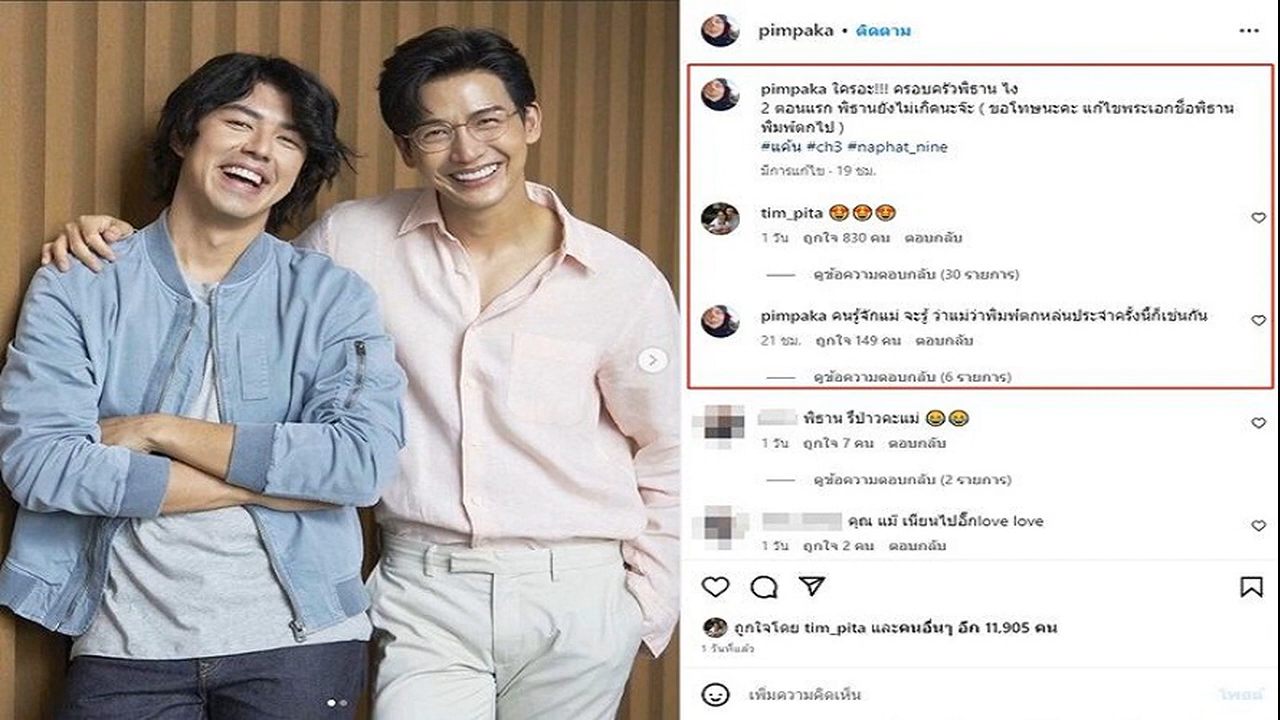 pimpaka • ติดตาม
pimpaka ใครอะ!!! ครอบครัวพิธาน ไง
2 ตอนแรก พิธานยังไม่เกิดนะจ๊ะ ( ขอโทษนะคะ แก้ไขพระเอกชื่อพิธาน
พิมพ์ตกไป )
#แค้น #ch3 #naphat_nine
มีการแก้ไข · 19 ชม.
tim_pita 🤩🤩🤩
1 วัน ถูกใจ 830 คน ตอบกลับ
ดูข้อความตอบกลับ (30 รายการ)
pimpaka คนรู้จักแม่ จะรู้ ว่าแม่ว่าพิมพ์ตกหล่นประจำครั้งนี้ก็เช่นกัน
21 ชม. ถูกใจ 149 คน ตอบกลับ
ดูข้อความตอบกลับ (6 รายการ)
พิธาน รึป่าวคะแม่ 😂😂
1 วัน ถูกใจ 7 คน ตอบกลับ
ดูข้อความตอบกลับ (2 รายการ)
คุณ แม๊ เนียนไปอี๊กlove love
1 วัน ถูกใจ 2 คน ตอบกลับ
ถูกใจโดย tim_pita และคนอื่นๆ อีก 11,905 คน
1 วันที่แล้ว
เพิ่มความคิดเห็น
โพสต์